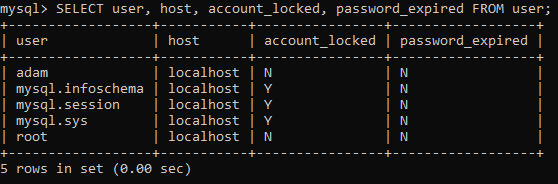 mysql> SELECT user, host, account_locked, password_expired FROM user;
+------------------+-----------+----------------+------------------+
| user             | host      | account_locked | password_expired |
+------------------+-----------+----------------+------------------+
| adam             | localhost | N              | N                |
| mysql.infoschema | localhost | Y              | N                |
| mysql.session    | localhost | Y              | N                |
| mysql.sys        | localhost | Y              | N                |
| root             | localhost | N              | N                |
+------------------+-----------+----------------+------------------+
5 rows in set (0.00 sec)